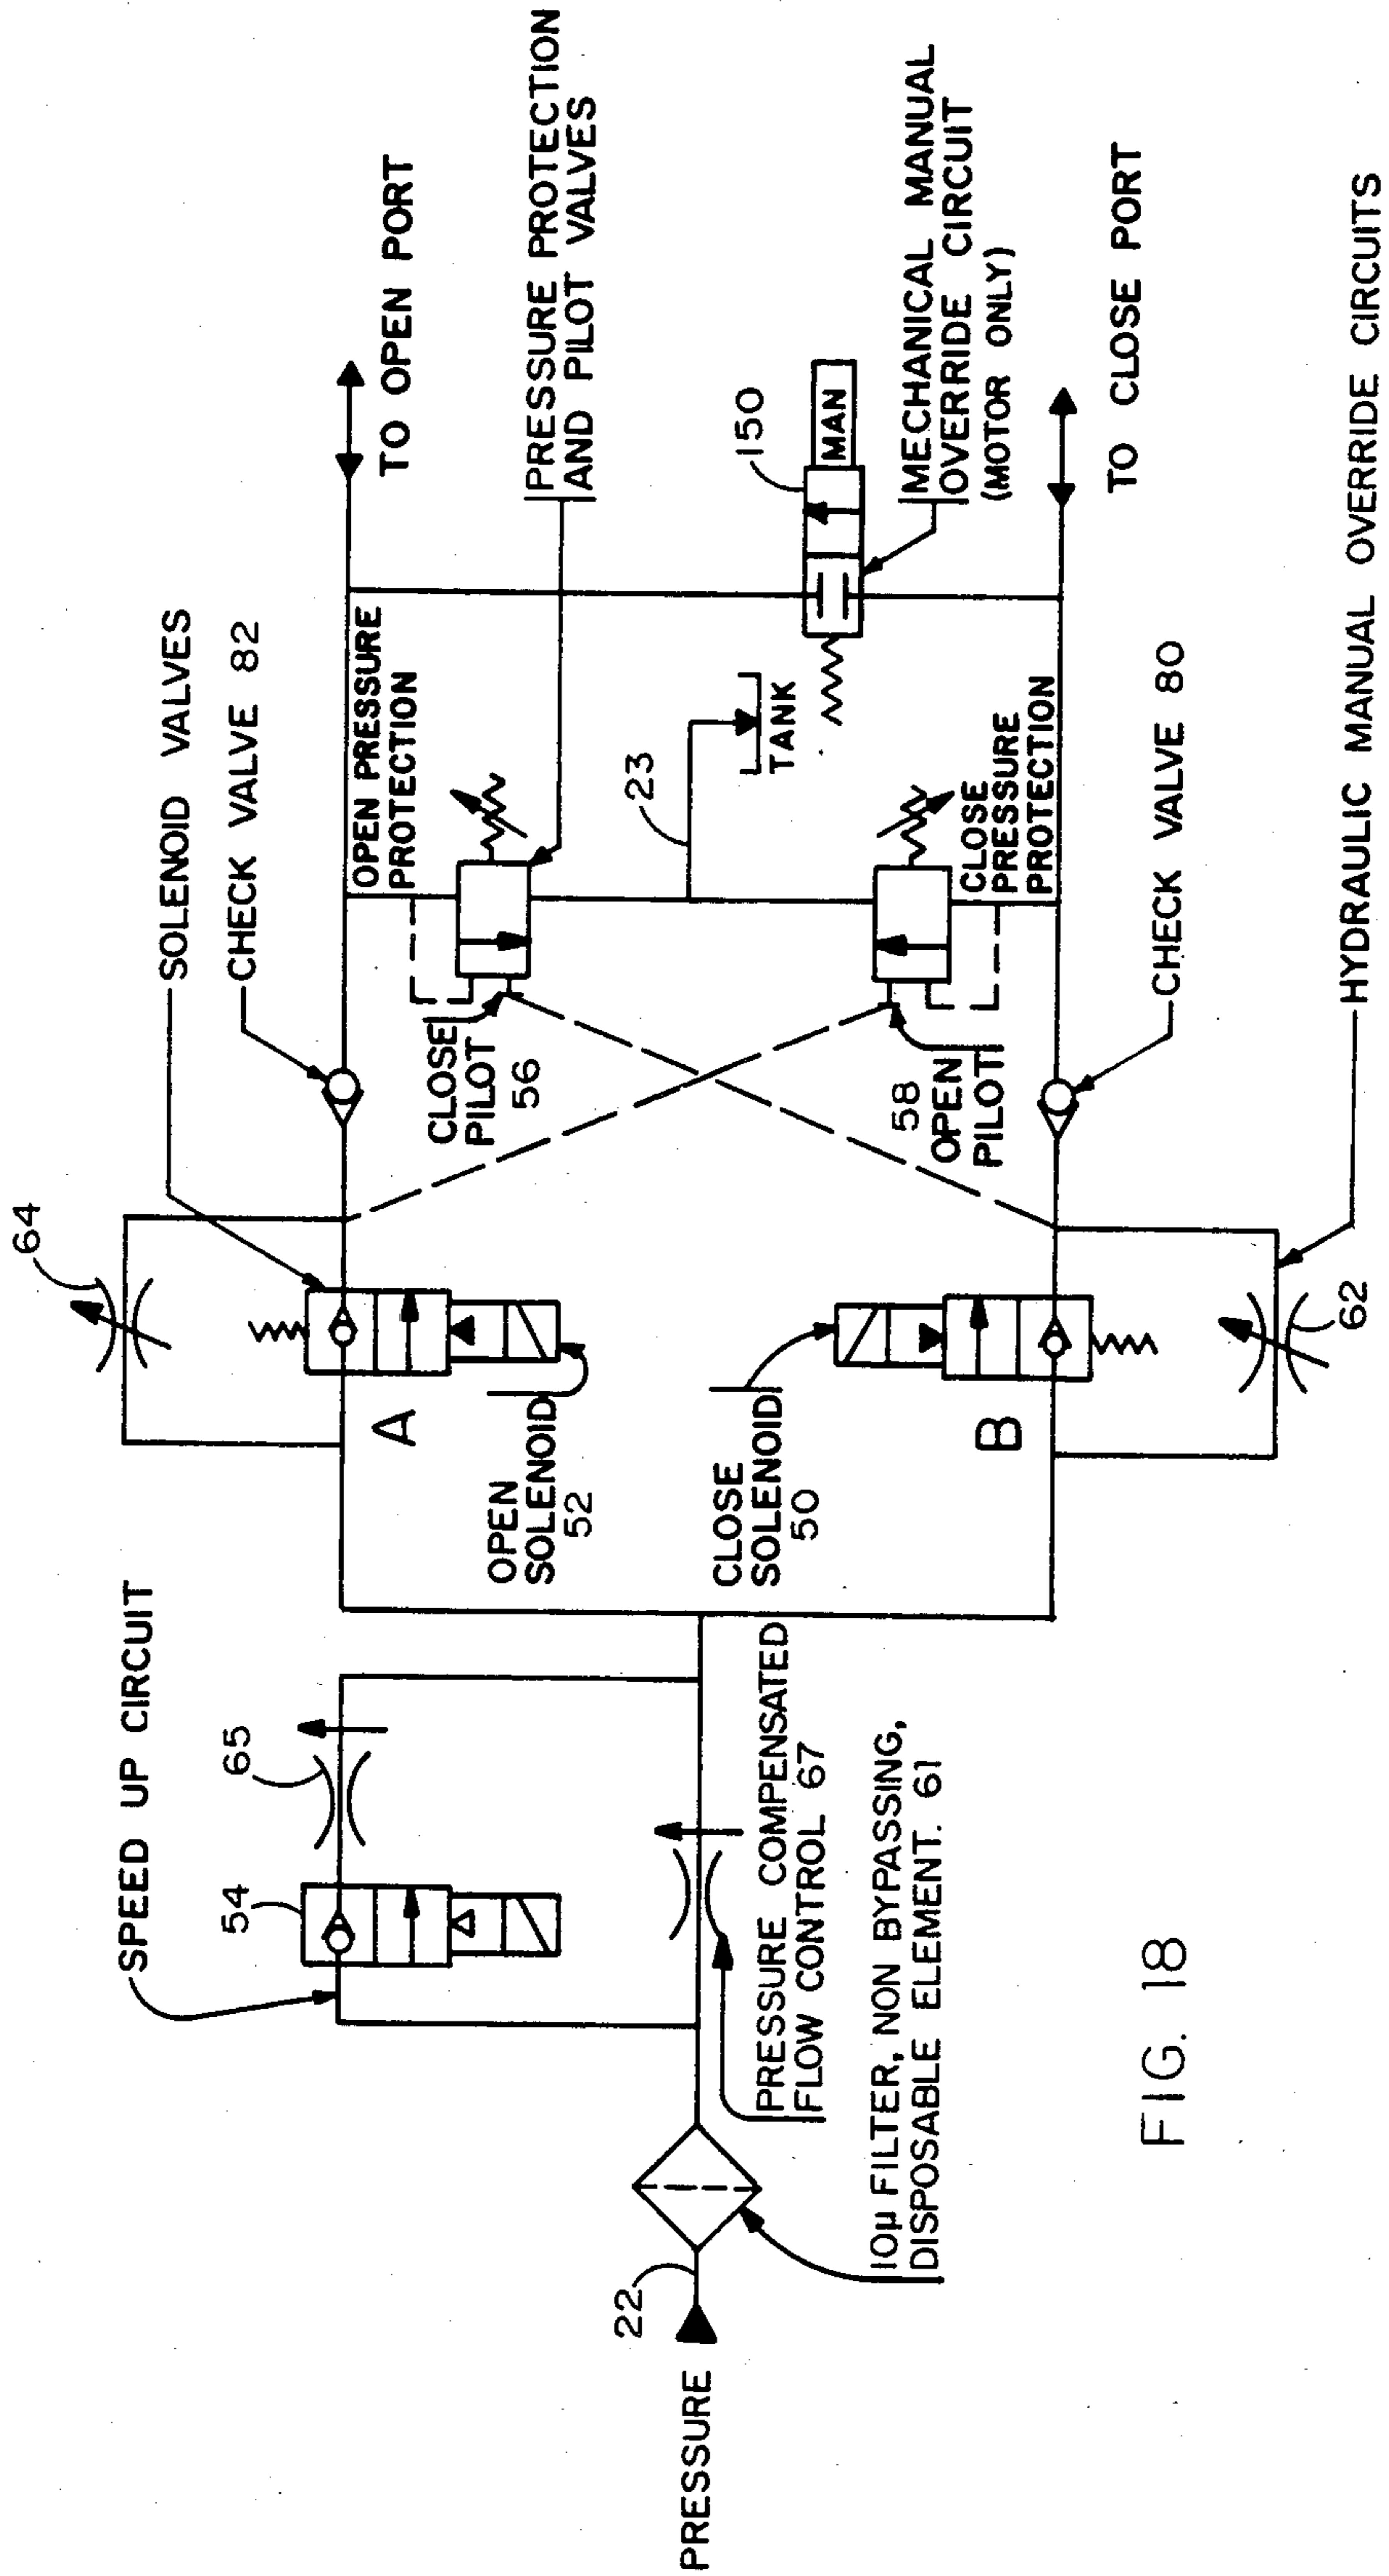 SPEED UP CIRCUIT
54
65
64
SOLENOID VALVES
CHECK VALVE 82
TO OPEN PORT
PRESSURE PROTECTION
AND PILOT VALVES
OPEN PRESSURE
PROTECTION
A
OPEN
SOLENOID
52
CLOSE
PILOT
56
23
TANK
150
MAN
MECHANICAL MANUAL
OVERRIDE CIRCUIT
(MOTOR ONLY)
PRESSURE
22
PRESSURE COMPENSATED
FLOW CONTROL 67
10µ FILTER, NON BYPASSING,
DISPOSABLE ELEMENT. 61
CLOSE
SOLENOID
50
B
58
OPEN
PILOT
CLOSE
PRESSURE
PROTECTION
TO CLOSE PORT
CHECK VALVE 80
62
HYDRAULIC MANUAL OVERRIDE CIRCUITS
FIG. 18